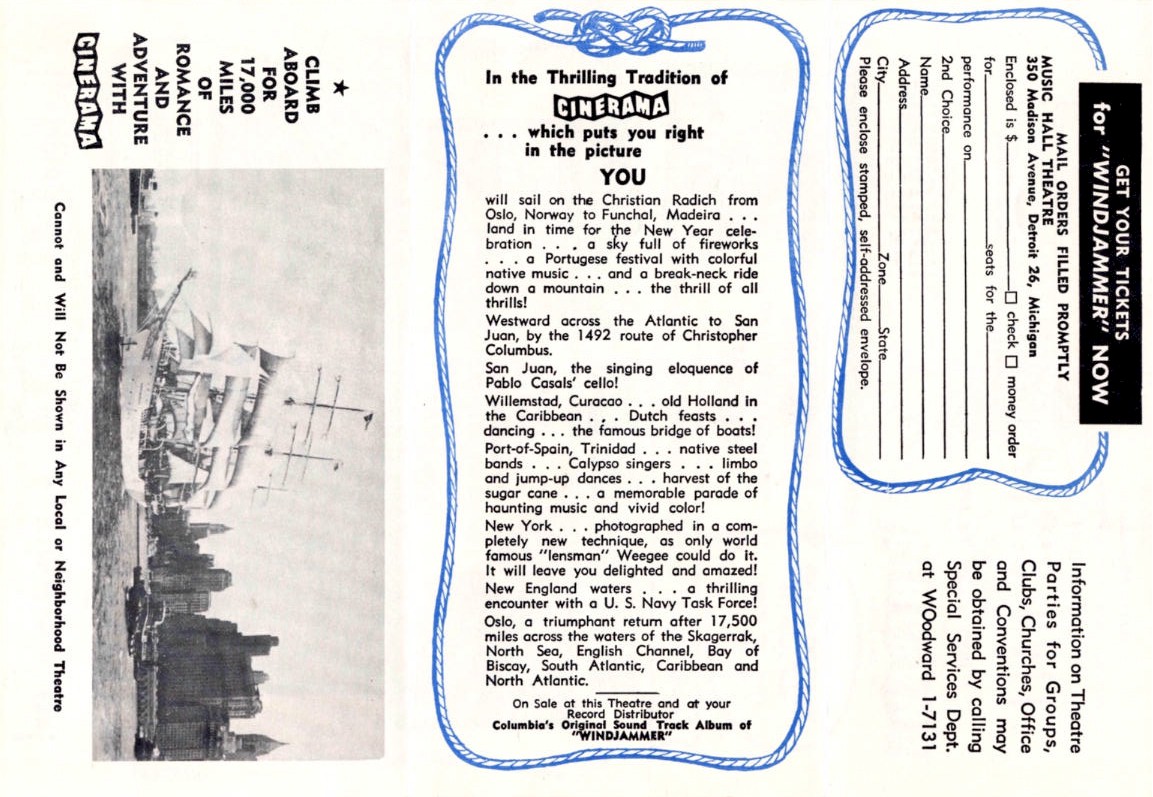 ★
CLIMB
ABOARD
FOR
17,000
MILES
OF
ROMANCE
AND
ADVENTURE
WITH
CINERAMA
Cannot and Will Not Be Shown in Any Local or Neighborhood Theatre
In the Thrilling Tradition of
CINERAMA
. . . which puts you right
in the picture
YOU
will sail on the Christian Radich from
Oslo, Norway to Funchal, Madeira . . .
land in time for the New Year cele-
bration . . . a sky full of fireworks
. . . a Portugese festival with colorful
native music . . . and a break-neck ride
down a mountain . . . the thrill of all
thrills!
Westward across the Atlantic to San
Juan, by the 1492 route of Christopher
Columbus.
San Juan, the singing eloquence of
Pablo Casals' cello!
Willemstad, Curacao . . . old Holland in
the Caribbean . . . Dutch feasts . . .
dancing . . . the famous bridge of boats!
Port-of-Spain, Trinidad . . . native steel
bands . . . Calypso singers . . . limbo
and jump-up dances . . . harvest of the
sugar cane . . . a memorable parade of
haunting music and vivid color!
New York . . . photographed in a com-
pletely new technique, as only world
famous "lensman" Weegee could do it.
It will leave you delighted and amazed!
New England waters . . . a thrilling
encounter with a U. S. Navy Task Force!
Oslo, a triumphant return after 17,500
miles across the waters of the Skagerrak,
North Sea, English Channel, Bay of
Biscay, South Atlantic, Caribbean and
North Atlantic.
On Sale at this Theatre and at your
Record Distributor
Columbia's Original Sound Track Album of
"WINDJAMMER"
GET YOUR TICKETS
for "WINDJAMMER" NOW
MAIL ORDERS FILLED PROMPTLY
MUSIC HALL THEATRE
350 Madison Avenue, Detroit 26, Michigan
Enclosed is $ ☐ check ☐ money order
for seats for the
performance on
2nd Choice
Name
Address
City Zone State
Please enclose stamped, self-addressed envelope.
Information on Theatre
Parties for Groups,
Clubs, Churches, Office
and Conventions may
be obtained by calling
Special Services Dept.
at WOodward 1-7131